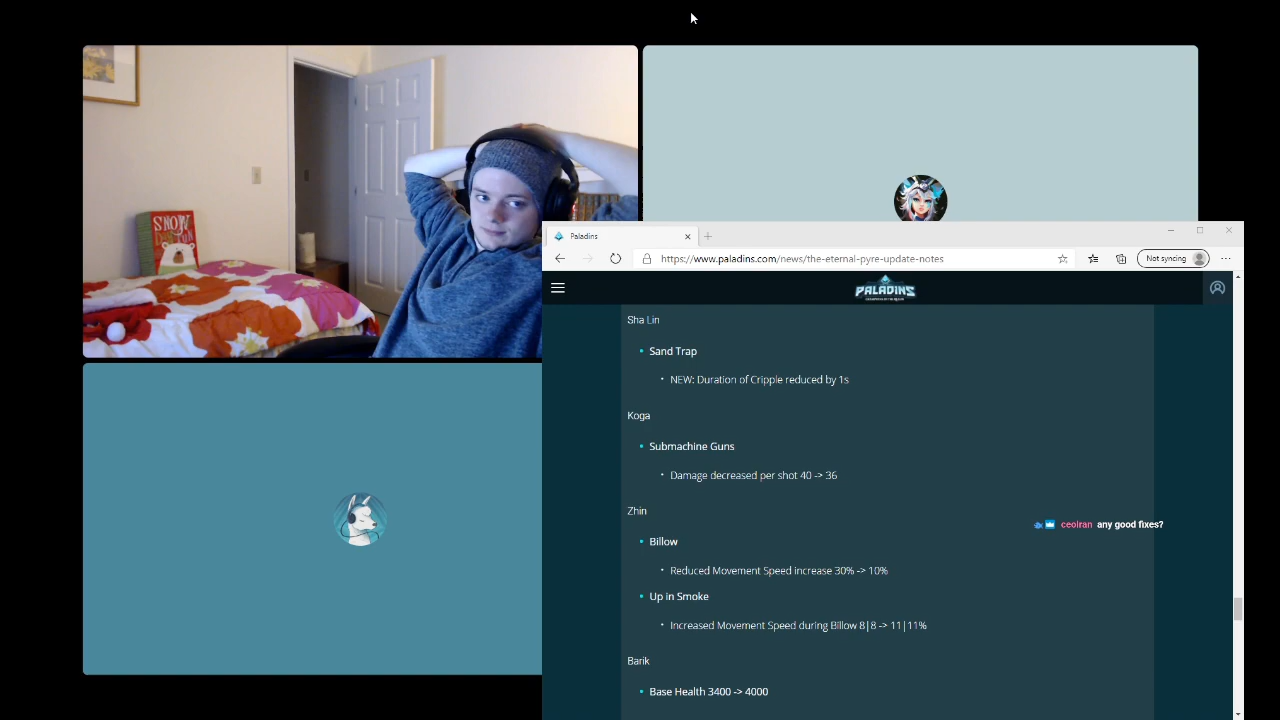 SNOW
DAY FUN
Paladins
https://www.paladins.com/news/the-eternal-pyre-update-notes
Not syncing
PALADINS
Sha Lin
Sand Trap
NEW: Duration of Cripple reduced by 1s
Koga
Submachine Guns
Damage decreased per shot 40 -> 36
Zhin
ceolran any good fixes?
Billow
Reduced Movement Speed increase 30% -> 10%
Up in Smoke
Increased Movement Speed during Billow 8|8 -> 11|11%
Barik
Base Health 3400 -> 4000